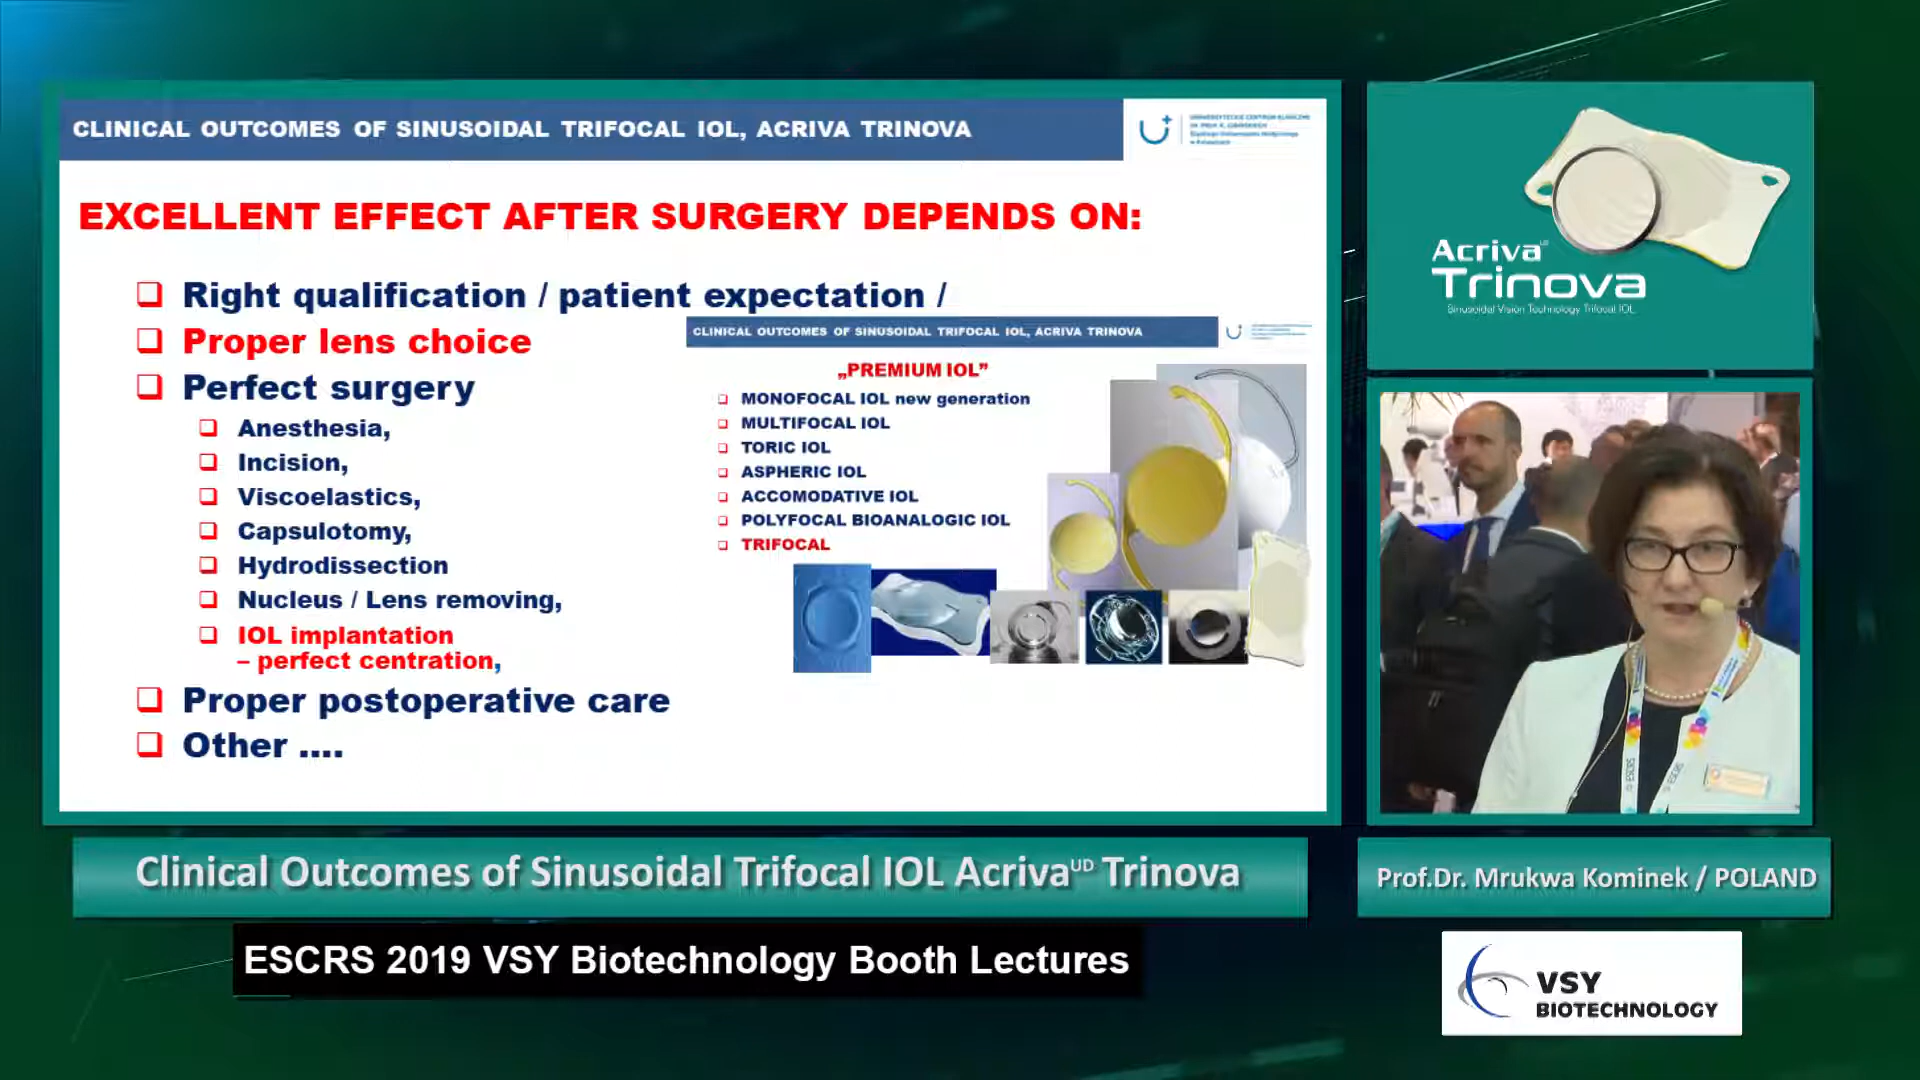 CLINICAL OUTCOMES OF SINUSOIDAL TRIFOCAL IOL, ACRIVA TRINOVA
EXCELLENT EFFECT AFTER SURGERY DEPENDS ON:
Right qualification / patient expectation /
Proper lens choice
Perfect surgery
Anesthesia,
Incision,
Viscoelastics,
Capsulotomy,
Hydrodissection
Nucleus / Lens removing,
IOL implantation
– perfect centration,
Proper postoperative care
Other ....
CLINICAL OUTCOMES OF SINUSOIDAL TRIFOCAL IOL, ACRIVA TRINOVA
„PREMIUM IOL”
MONOFOCAL IOL new generation
MULTIFOCAL IOL
TORIC IOL
ASPHERIC IOL
ACCOMODATIVE IOL
POLYFOCAL BIOANALOGIC IOL
TRIFOCAL
Acriva UD
Trinova
Sinusoidal Vision Technology Trifocal IOL
ESCRS
ESCRS
Clinical Outcomes of Sinusoidal Trifocal IOL Acriva UD Trinova
Prof.Dr. Mrukwa Kominek / POLAND
ESCRS 2019 VSY Biotechnology Booth Lectures
VSY
BIOTECHNOLOGY